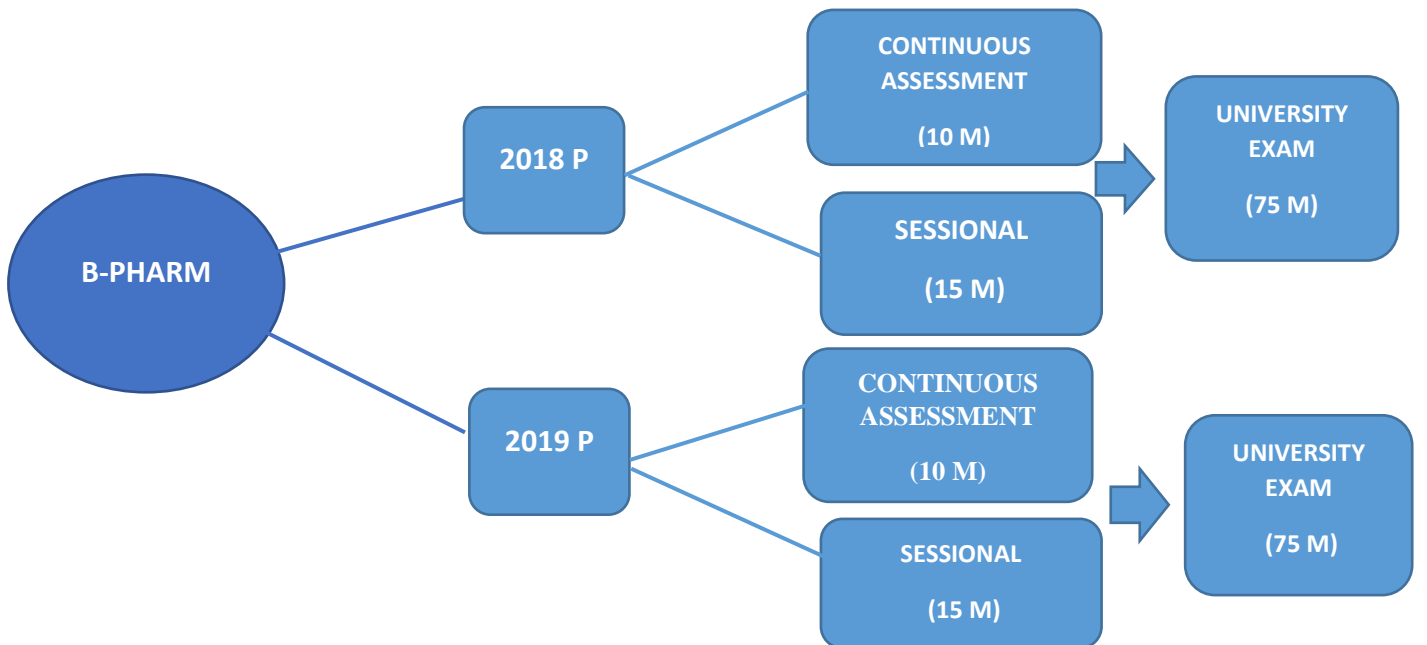 B-PHARM
2018 P
CONTINUOUS
ASSESSMENT
(10 M)
SESSIONAL
(15 M)
UNIVERSITY
EXAM
(75 M)
2019 P
CONTINUOUS
ASSESSMENT
(10 M)
SESSIONAL
(15 M)
UNIVERSITY
EXAM
(75 M)